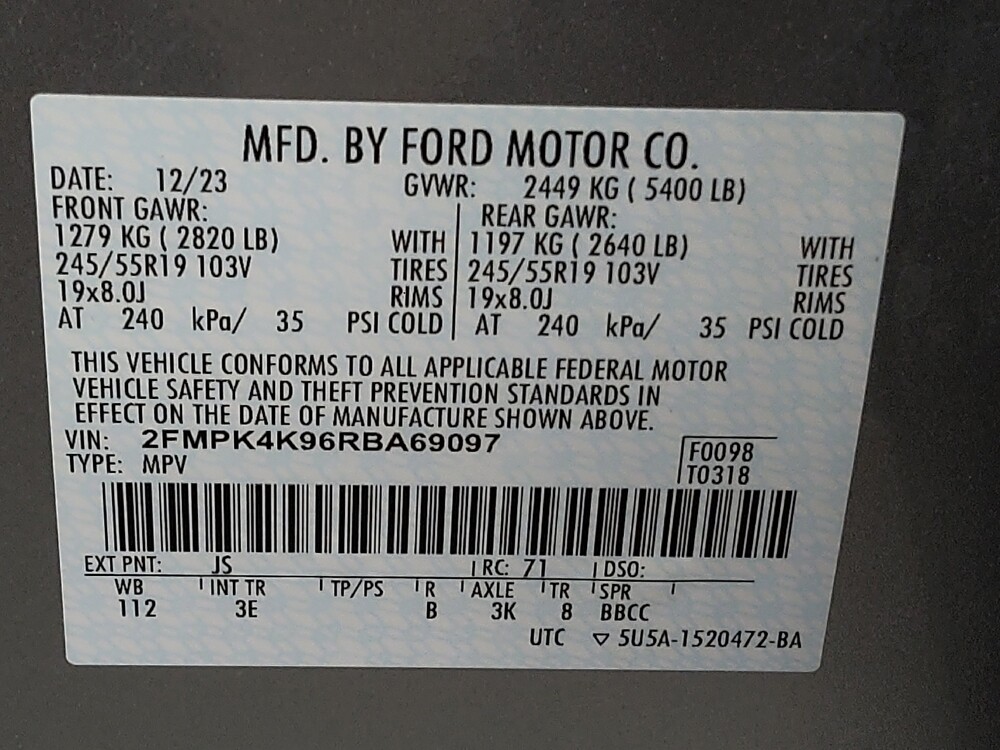 MFD. BY FORD MOTOR CO.
DATE: 12/23 GVWR: 2449 KG ( 5400 LB)
FRONT GAWR: REAR GAWR:
1279 KG ( 2820 LB) WITH 1197 KG ( 2640 LB) WITH
245/55R19 103V TIRES 245/55R19 103V TIRES
19x8.0J RIMS 19x8.0J RIMS
AT 240 kPa/ 35 PSI COLD AT 240 kPa/ 35 PSI COLD
THIS VEHICLE CONFORMS TO ALL APPLICABLE FEDERAL MOTOR
VEHICLE SAFETY AND THEFT PREVENTION STANDARDS IN
EFFECT ON THE DATE OF MANUFACTURE SHOWN ABOVE.
VIN: 2FMPK4K96RBA69097 F0098
TYPE: MPV T0318
EXT PNT: JS RC: 71 DSO:
WB INT TR TP/PS R AXLE TR SPR
112 3E B 3K 8 BBCC
UTC ▽ 5U5A-1520472-BA